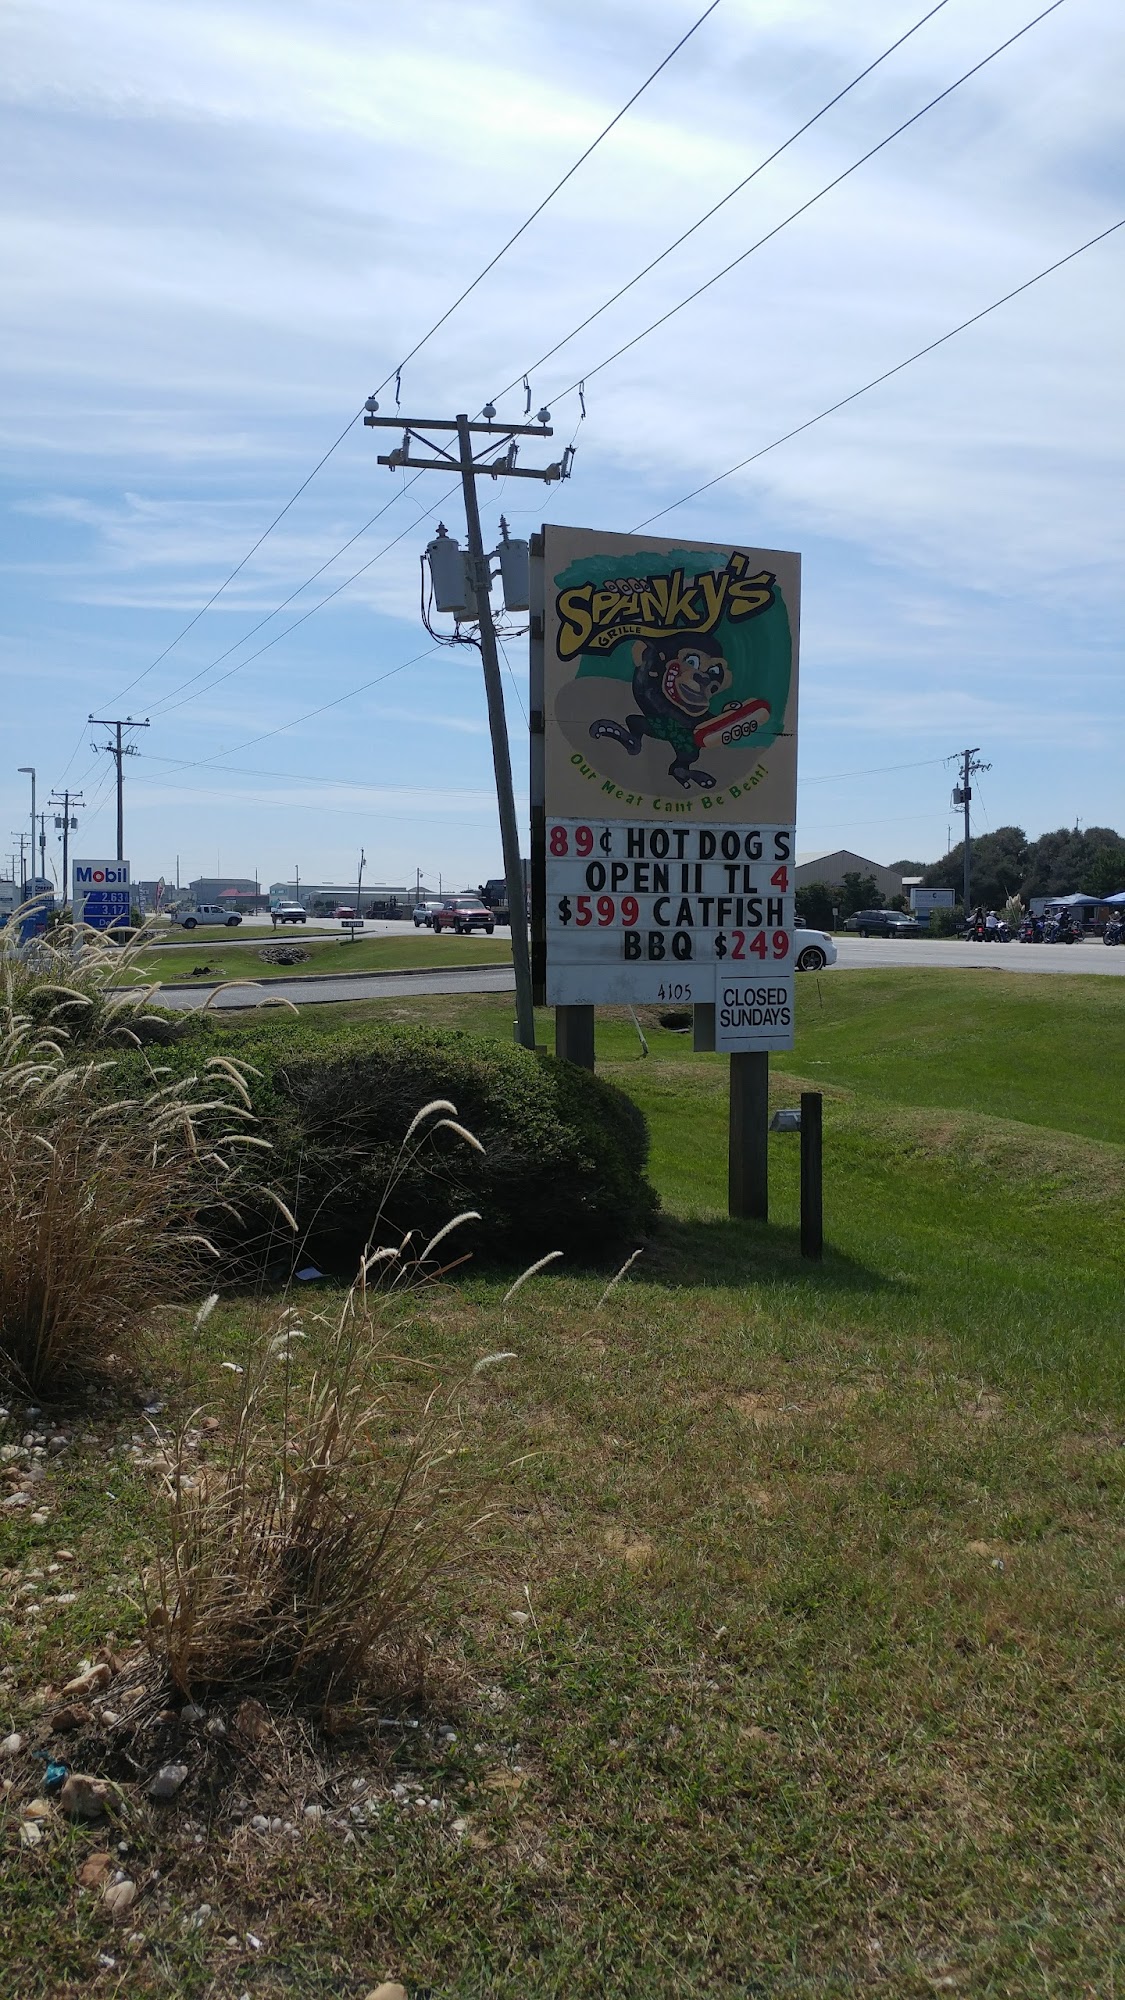 SPANKY'S
GRILLE
Our Meat Cant Be Beat!
89¢ HOT DOG S
OPEN 11 TL 4
$599 CATFISH
BBQ $249
4105
CLOSED
SUNDAYS
Mobil
2.63
3.17